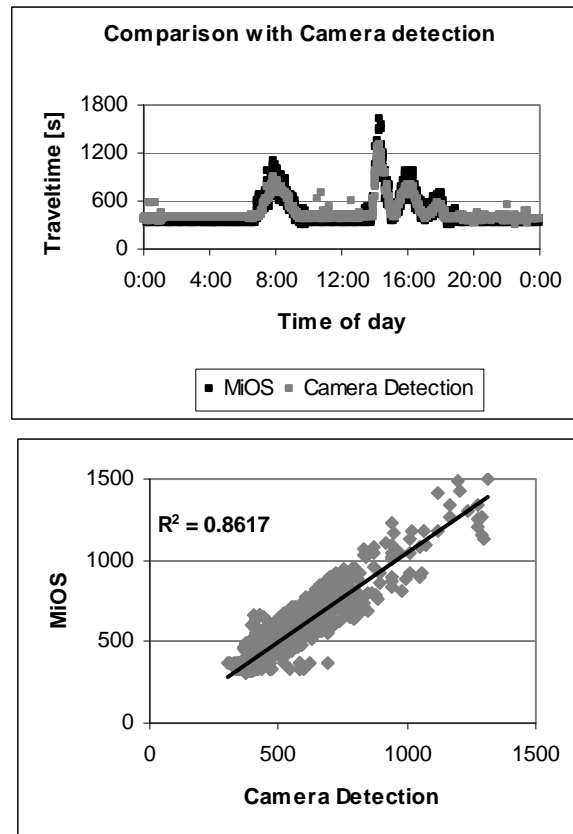 Comparison with Camera detection
Traveltime [s]
1800
1200
600
0
0:00 4:00 8:00 12:00 16:00 20:00 0:00
Time of day
MiOS Camera Detection
MiOS
1500
1000
500
0
R² = 0.8617
0 500 1000 1500
Camera Detection